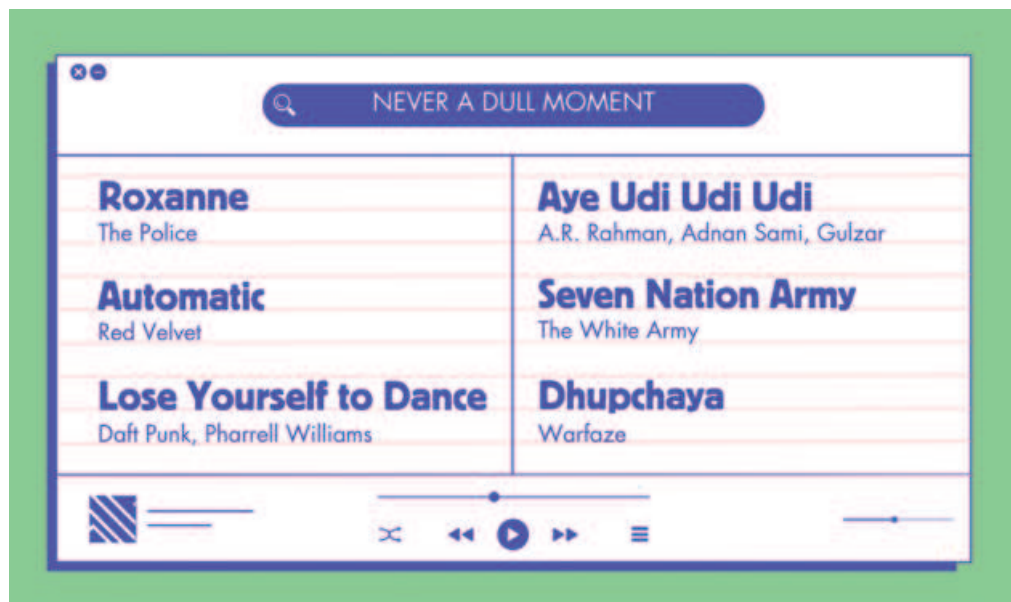 NEVER A DULL MOMENT
Roxanne
The Police
Automatic
Red Velvet
Lose Yourself to Dance
Daft Punk, Pharrell Williams
Aye Udi Udi Udi
A.R. Rahman, Adnan Sami, Gulzar
Seven Nation Army
The White Army
Dhupchaya
Warfaze